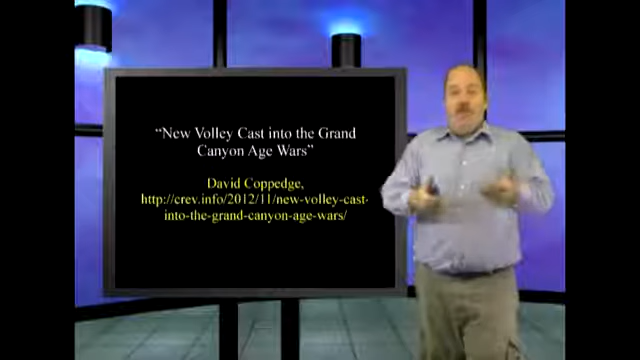 “New Volley Cast into the Grand
Canyon Age Wars”
David Coppedge,
http://crev.info/2012/11/new-volley-cast-
into-the-grand-canyon-age-wars/